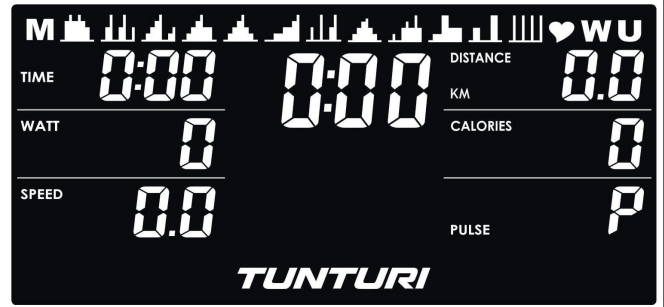 M ♥ W U
TIME 0:00 0:00 DISTANCE KM 0.0
WATT 0 CALORIES 0
SPEED 0.0 PULSE P
TUNTURI